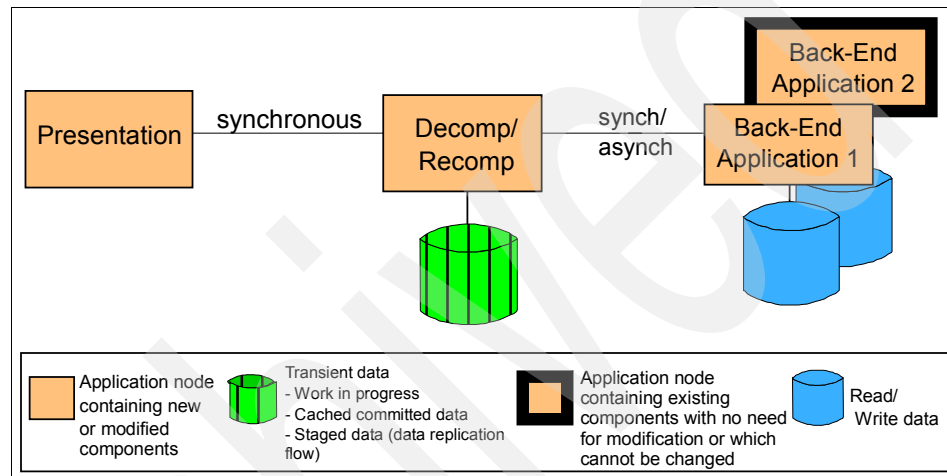 Presentation
synchronous
Decomp/
Recomp
synch/
asynch
Back-End
Application 2
Back-End
Application 1
Application node
containing new
or modified
components
Transient data
- Work in progress
- Cached committed data
- Staged data (data replication
flow)
Application node
containing existing
components with no need
for modification or which
cannot be changed
Read/
Write data